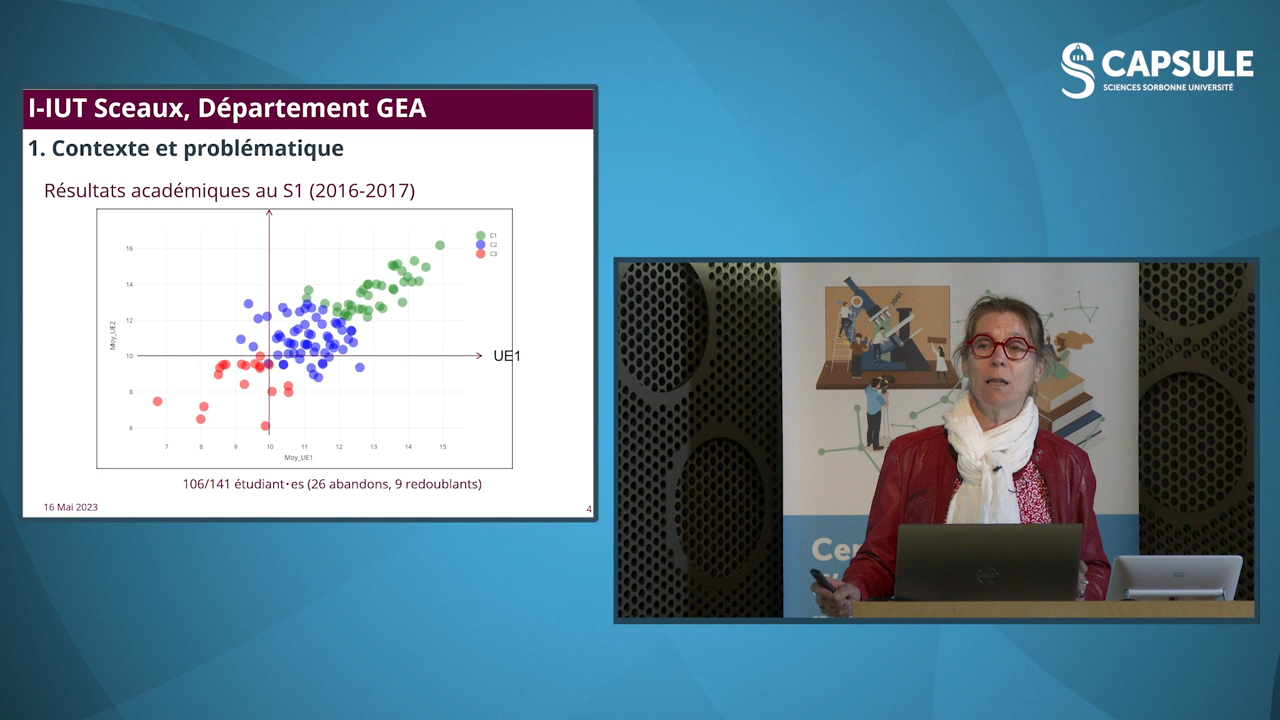 CAPSULE
SCIENCES SORBONNE UNIVERSITÉ
I-IUT Sceaux, Département GEA
1. Contexte et problématique
Résultats académiques au S1 (2016-2017)
C1
C2
C3
16
14
12
10
8
6
Moy_UE2
UE1
7 8 9 10 11 12 13 14 15
Moy_UE1
106/141 étudiant·es (26 abandons, 9 redoublants)
16 Mai 2023
4